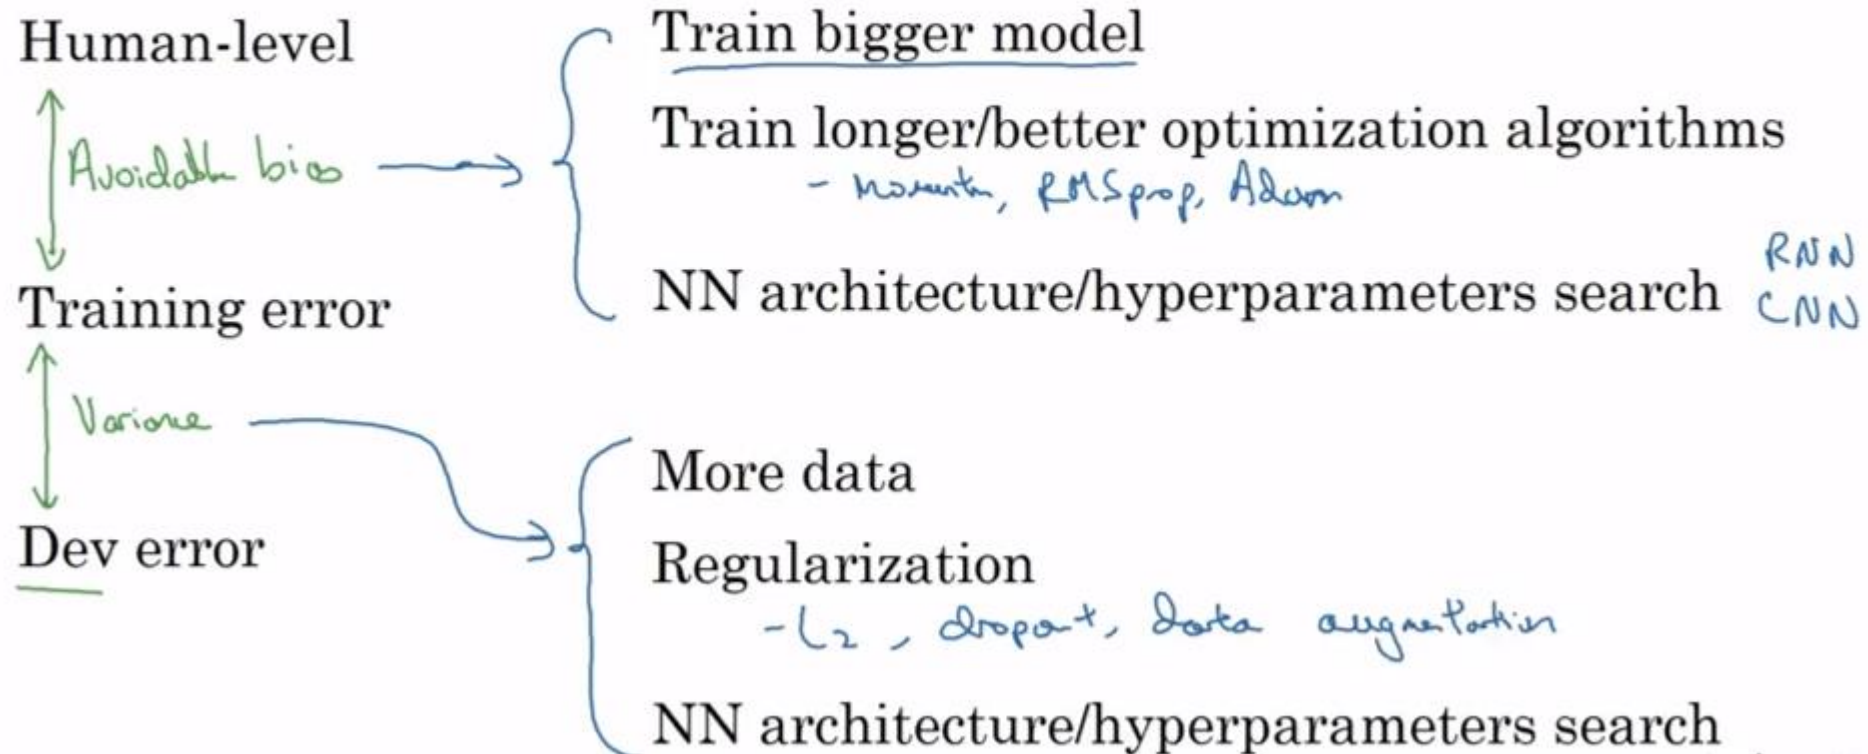 Human-level
Avoidable bias
Training error
Variance
Dev error
Train bigger model
Train longer/better optimization algorithms
- Momentum, RMSprop, Adam
NN architecture/hyperparameters search
RNN
CNN
More data
Regularization
- L2, dropout, data augmentation
NN architecture/hyperparameters search